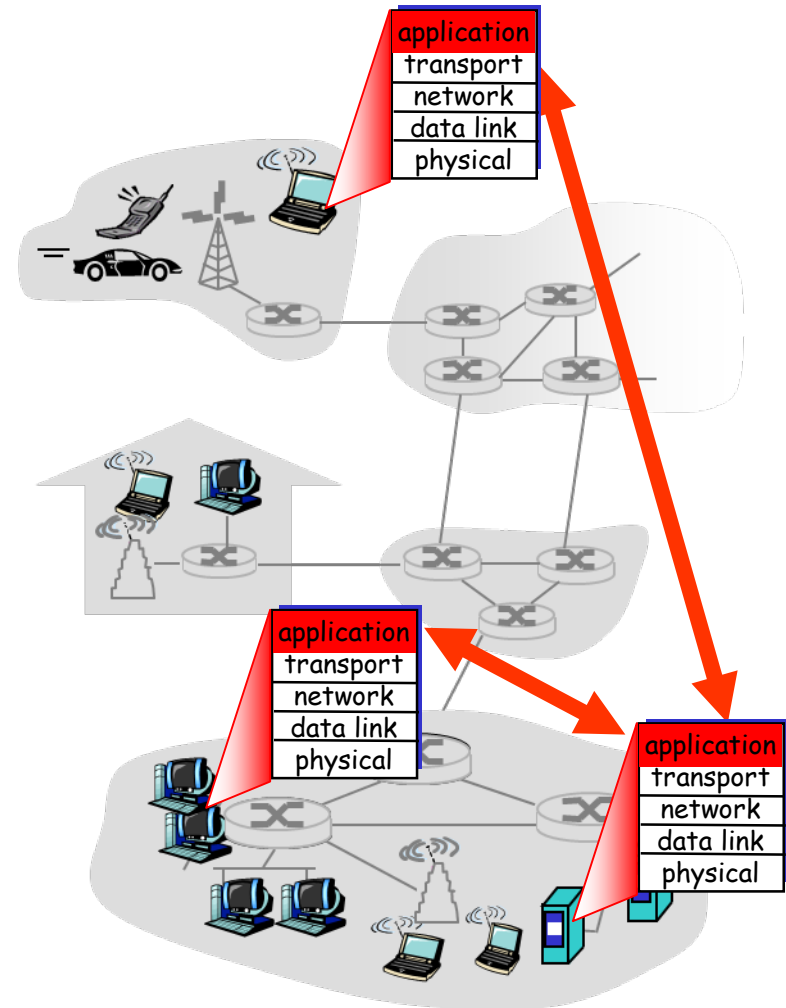 application
transport
network
data link
physical
application
transport
network
data link
physical
application
transport
network
data link
physical